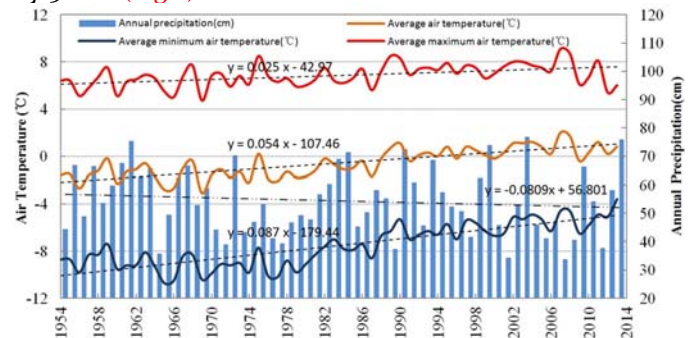 Annual precipitation(cm) Average air temperature(℃)
Average minimum air temperature(℃) Average maximum air temperature(℃)
y = 0.025x - 42.97
y = 0.054x - 107.46
y = -0.0809x + 56.801
y = 0.087x - 179.44
Air Temperature (℃)
12
8
4
0
-4
-8
-12
Annual Precipitation(cm)
120
110
100
90
80
70
60
50
40
30
20
1954 1958 1962 1966 1970 1974 1978 1982 1986 1990 1994 1998 2002 2006 2010 2014